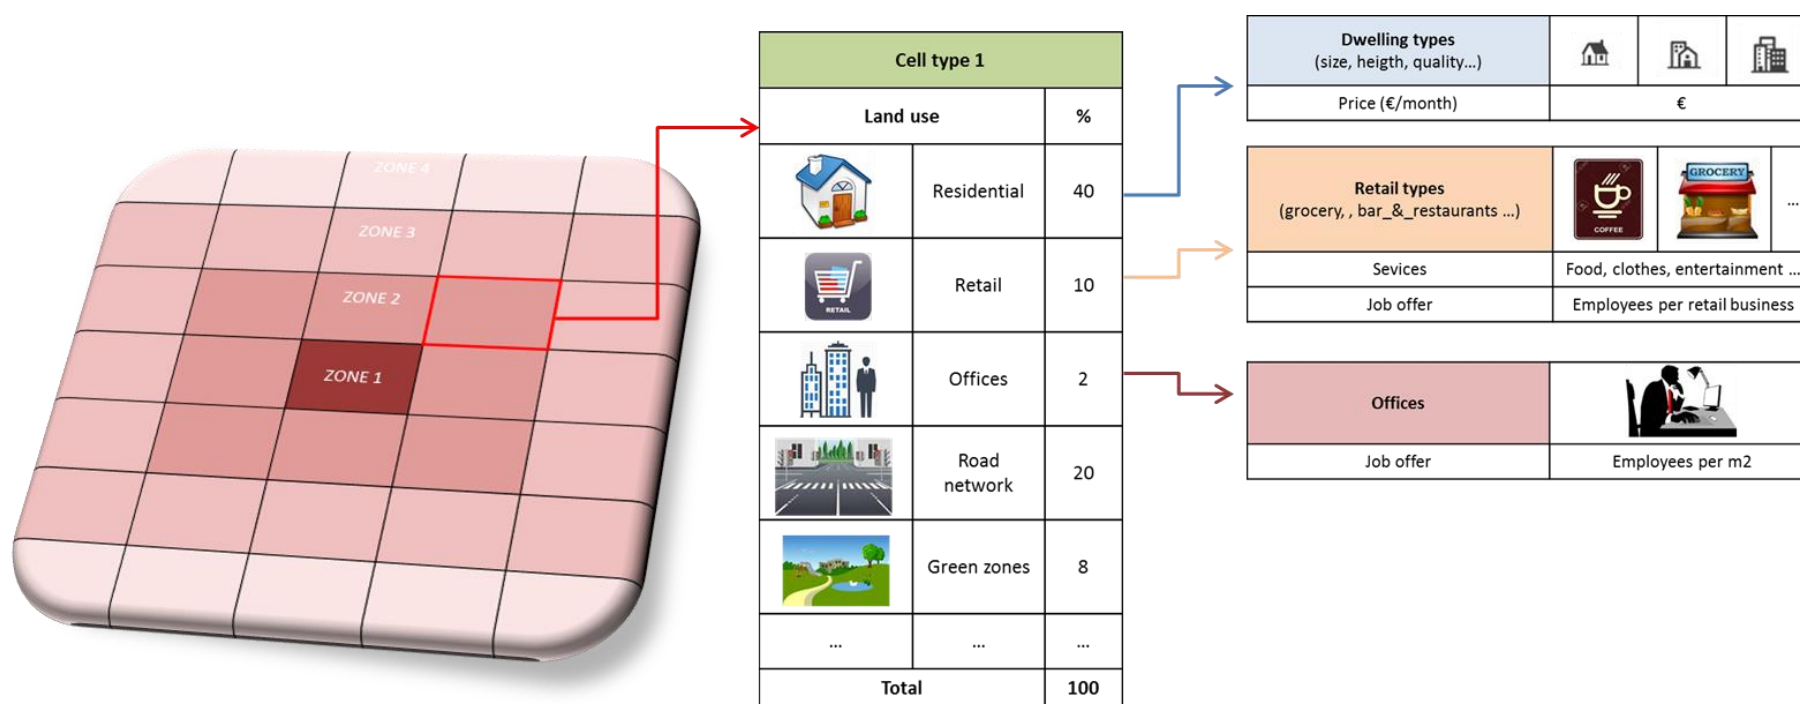 ZONE 4
ZONE 3
ZONE 2
ZONE 1
Cell type 1
Land use %
Residential 40
RETAIL
Retail 10
Offices 2
Road
network 20
Green zones 8
... ... ...
Total 100
Dwelling types
(size, heigth, quality...)
Price (€/month) €
Retail types
(grocery, , bar_&_restaurants ...)
COFFEE
GROCERY
...
Sevices Food, clothes, entertainment ...
Job offer Employees per retail business
Offices
Job offer Employees per m2